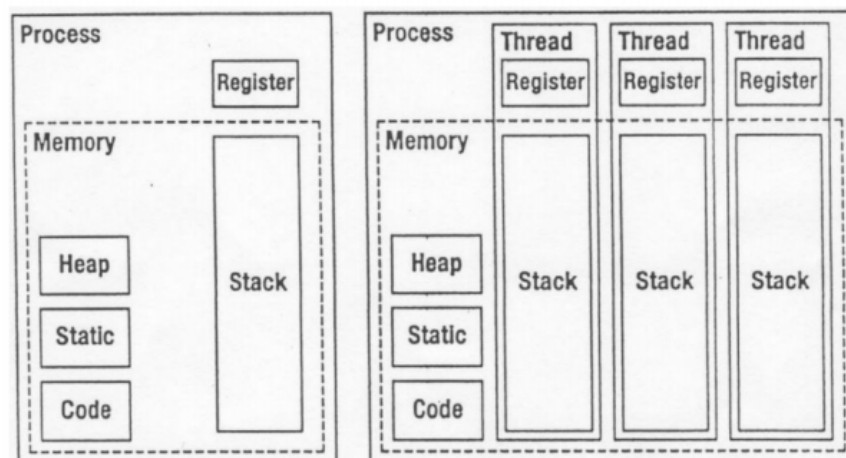 Process
Register
Memory
Heap
Stack
Static
Code
Process
Thread
Thread
Thread
Register
Register
Register
Memory
Heap
Stack
Stack
Stack
Static
Code